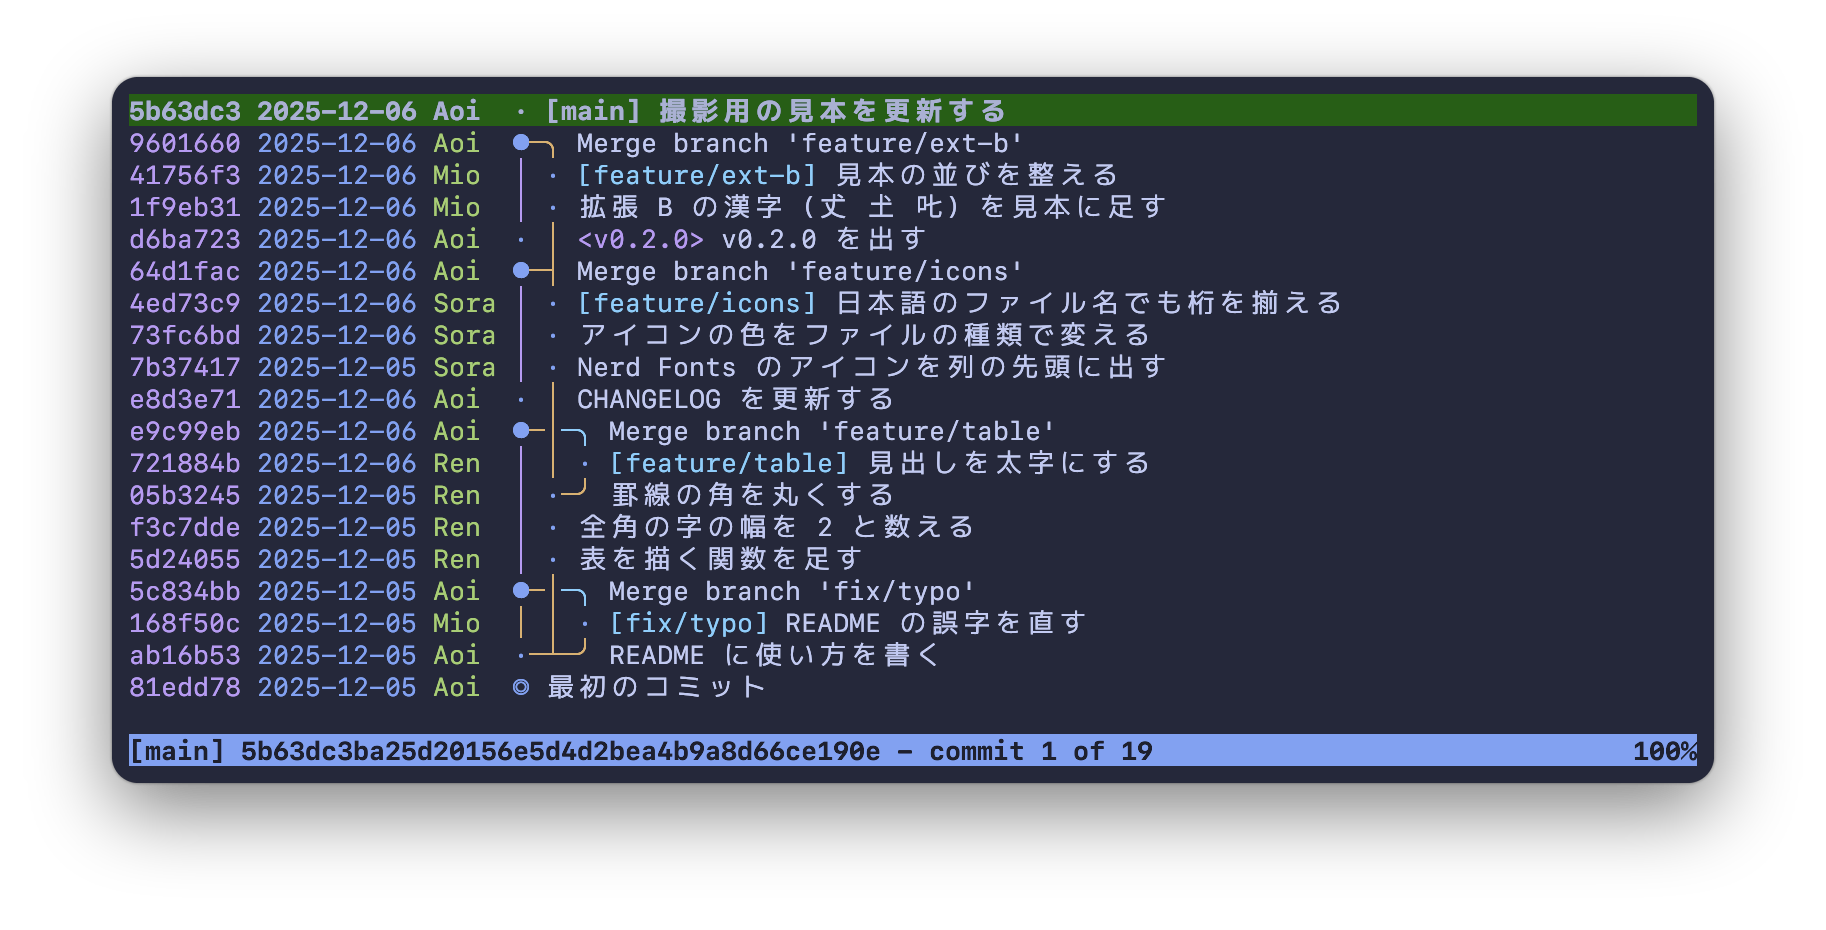 5b63dc3 2025-12-06 Aoi · [main] 撮影用の見本を更新する
9601660 2025-12-06 Aoi ●─╮ Merge branch 'feature/ext-b'
41756f3 2025-12-06 Mio │ · [feature/ext-b] 見本の並びを整える
1f9eb31 2025-12-06 Mio │ · 拡張 B の漢字 ( ) を見本に足す
d6ba723 2025-12-06 Aoi · │ <v0.2.0> v0.2.0 を出す
64d1fac 2025-12-06 Aoi ●─┤ Merge branch 'feature/icons'
4ed73c9 2025-12-06 Sora │ · [feature/icons] 日本語のファイル名でも桁を揃える
73fc6bd 2025-12-06 Sora │ · アイコンの色をファイルの種類で変える
7b37417 2025-12-05 Sora │ · Nerd Fonts のアイコンを列の先頭に出す
e8d3e71 2025-12-06 Aoi · │ CHANGELOG を更新する
e9c99eb 2025-12-06 Aoi ●─│─╮ Merge branch 'feature/table'
721884b 2025-12-06 Ren │ │ · [feature/table] 見出しを太字にする
05b3245 2025-12-05 Ren │ ·─╯ 罫線の角を丸くする
f3c7dde 2025-12-05 Ren │ · 全角の字の幅を 2 と数える
5d24055 2025-12-05 Ren │ · 表を描く関数を足す
5c834bb 2025-12-05 Aoi ●─│─╮ Merge branch 'fix/typo'
168f50c 2025-12-05 Mio │ │ · [fix/typo] README の誤字を直す
ab16b53 2025-12-05 Aoi ·─┴─╯ README に使い方を書く
81edd78 2025-12-05 Aoi ◎ 最初のコミット
[main] 5b63dc3ba25d20156e5d4d2bea4b9a8d66ce190e - commit 1 of 19 100%